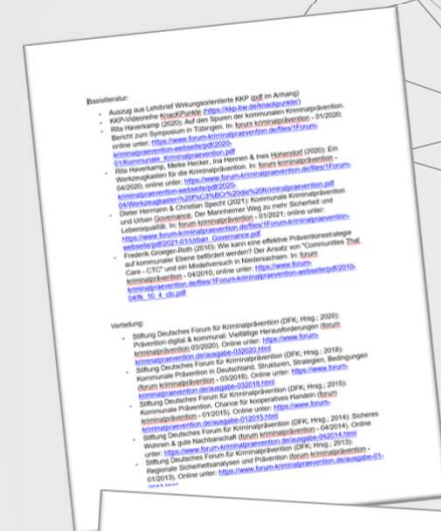 Basisliteratur:
Auszug aus Lehrbrief Wirkungsorientierte KKP (pdf im Anhang)
KKP-Videoreihe KnacKPunkte (https://kkp-bw.de/knackpunkte/)
Rita Haverkamp (2020): Auf den Spuren der kommunalen Kriminalprävention.
Bericht zum Symposium in Tübingen. In: forum kriminalprävention - 01/2020,
online unter: https://www.forum-
kriminalpraevention-webseite/pdf/2020-
01/Kommunale_Kriminalpraevention.pdf
Rita Haverkamp, Meike Hecker, Ina Hennen & Ines Hohendorf (2020): Ein
Werkzeugkasten für die Kriminalprävention. In: forum kriminalprävention -
04/2020, online unter: https://www.forum-
kriminalpraevention.de/files/1Forum-
kriminalpraevention-webseite/pdf/2020-
Dieter Hermann & Christian Specht (2021): Kommunale Kriminalprävention
und Urban Governance. Der Mannheimer Weg zu mehr Sicherheit und
Lebensqualität. In: forum kriminalprävention - 01/2021; online unter:
https://www.forum-kriminalpraevention.de/files/1Forum-kriminalpraevention-
webseite/pdf/2021-01/Urban_Governance.pdf
Frederick Groeger-Roth (2010): Wie kann eine effektive Präventionsstrategie
auf kommunaler Ebene befördert werden? Der Ansatz von "Communities That
Care - CTC" und ein Modellversuch in Niedersachsen. In: forum
kriminalprävention - 04/2010; online unter: https://www.forum-
kriminalpraevention.de/files/1Forum-kriminalpraevention-webseite/pdf/2010-
Vertiefung:
Stiftung Deutsches Forum für Kriminalprävention (DFK; Hrsg.; 2020):
Prävention digital & kommunal: Vielfältige Herausforderungen (forum
kriminalprävention 03/2020). Online unter: https://www.forum-
kriminalpraevention.de/ausgabe-032020.html
Stiftung Deutsches Forum für Kriminalprävention (DFK; Hrsg.; 2018):
Kommunale Prävention in Deutschland. Strukturen, Strategien, Bedingungen
(forum kriminalprävention - 03/2018). Online unter: https://www.forum-
kriminalpraevention.de/ausgabe-032018.html
Stiftung Deutsches Forum für Kriminalprävention (DFK; Hrsg.; 2015):
Kommunale Prävention. Chance für kooperatives Handeln (forum
kriminalprävention - 01/2015). Online unter: https://www.forum-
kriminalpraevention.de/ausgabe-012015.html
Stiftung Deutsches Forum für Kriminalprävention (DFK; Hrsg.; 2014): Sicheres
Wohnen & gute Nachbarschaft (forum kriminalprävention - 04/2014). Online
unter: https://www.forum-kriminalpraevention.de/ausgabe-042014.html
Stiftung Deutsches Forum für Kriminalprävention (DFK; Hrsg.; 2013):
Regionale Sicherheitsanalysen und Prävention (forum kriminalprävention -
01/2013). Online unter: https://www.forum-kriminalpraevention.de/ausgabe-01-